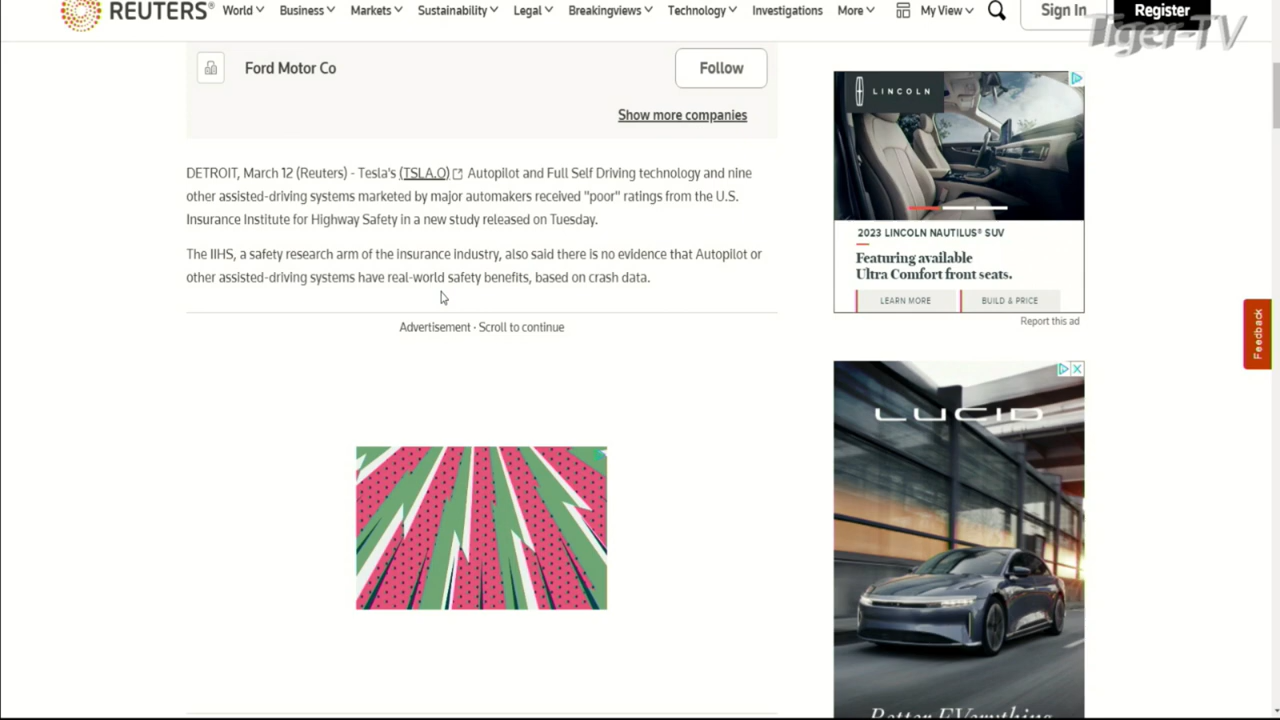 REUTERS®
World
Business
Markets
Sustainability
Legal
Breakingviews
Technology
Investigations
More
My View
Sign In
Register
Tiger-TV
Ford Motor Co
Follow
Show more companies
DETROIT, March 12 (Reuters) - Tesla's (TSLA.O) Autopilot and Full Self Driving technology and nine
other assisted-driving systems marketed by major automakers received "poor" ratings from the U.S.
Insurance Institute for Highway Safety in a new study released on Tuesday.
The IIHS, a safety research arm of the insurance industry, also said there is no evidence that Autopilot or
other assisted-driving systems have real-world safety benefits, based on crash data.
Advertisement · Scroll to continue
LINCOLN
2023 LINCOLN NAUTILUS® SUV
Featuring available
Ultra Comfort front seats.
LEARN MORE
BUILD & PRICE
Report this ad
Feedback
LUCID
Better EVerything